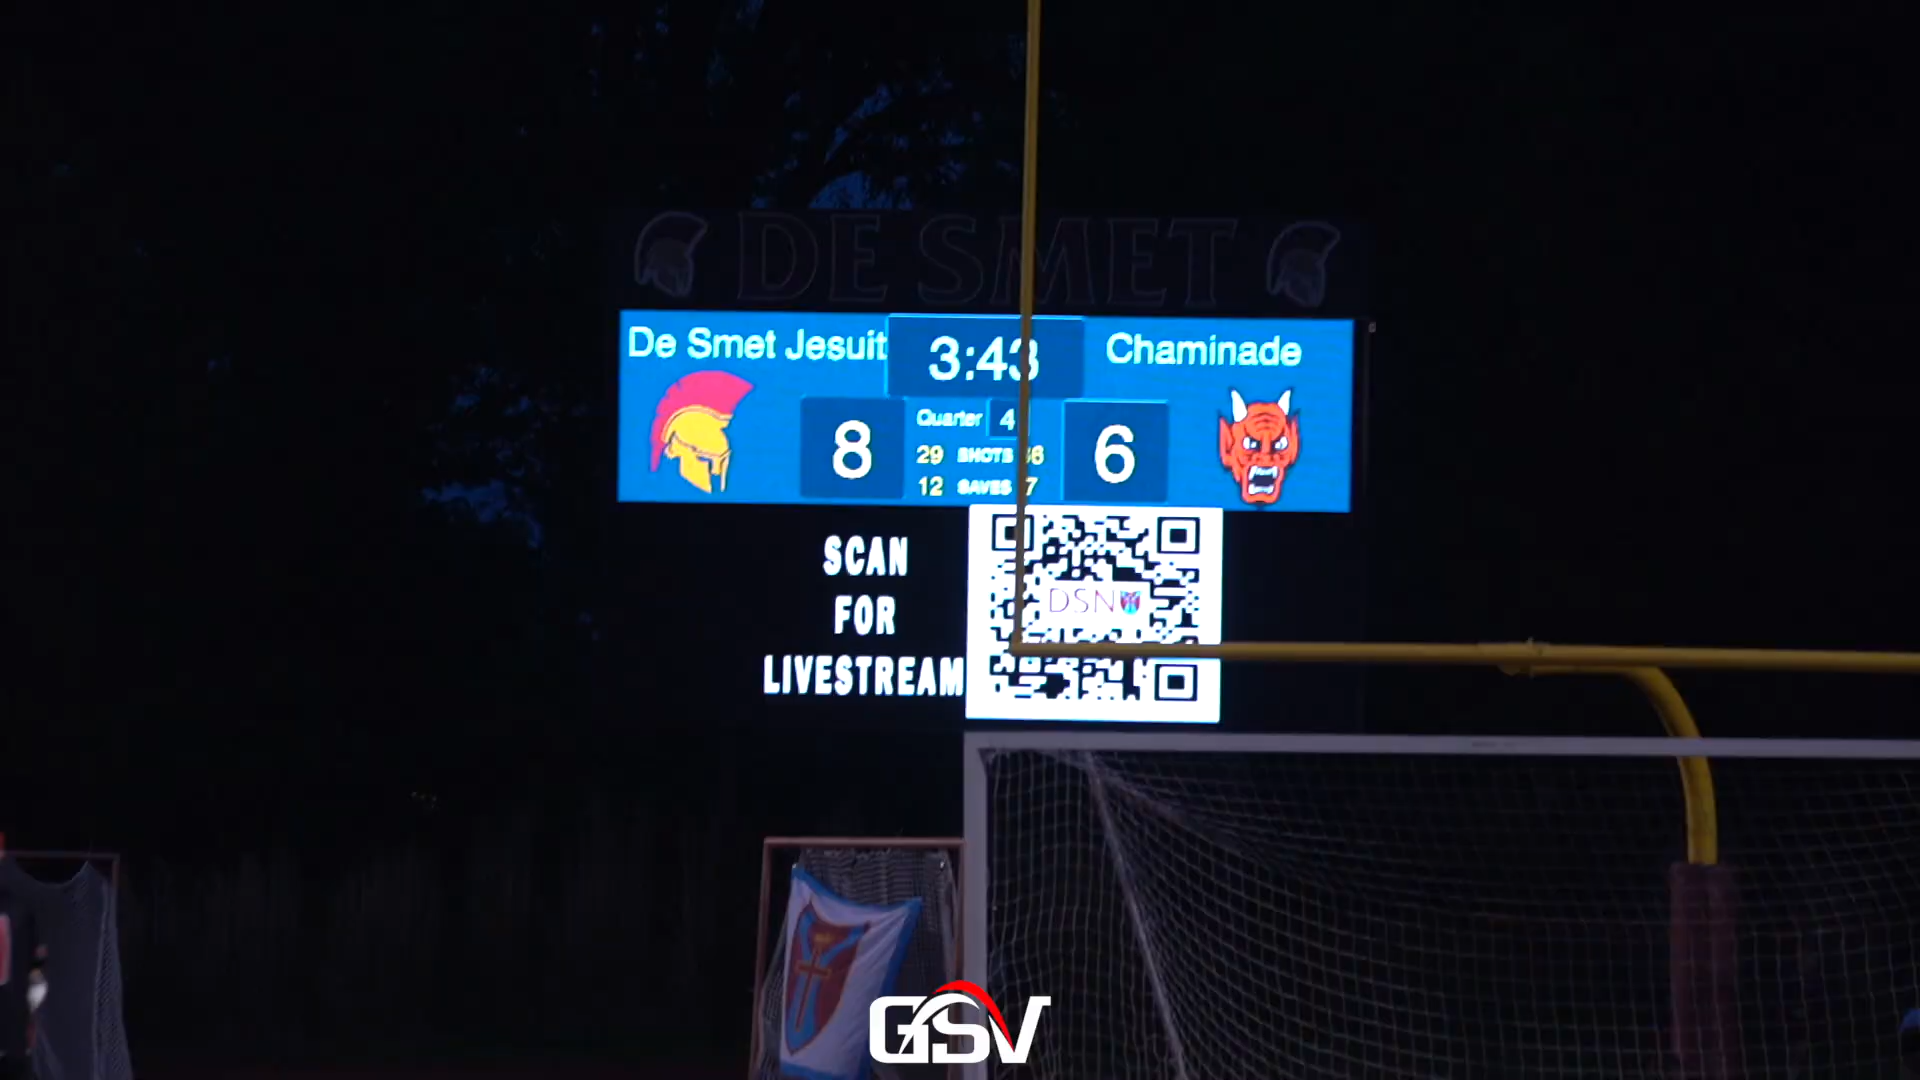 DE SMET
De Smet Jesuit
3:43
Chaminade
8
Quarter 4
6
29 SHOTS
12 SAVES
SCAN
FOR
LIVESTREAM
DSN
GSV